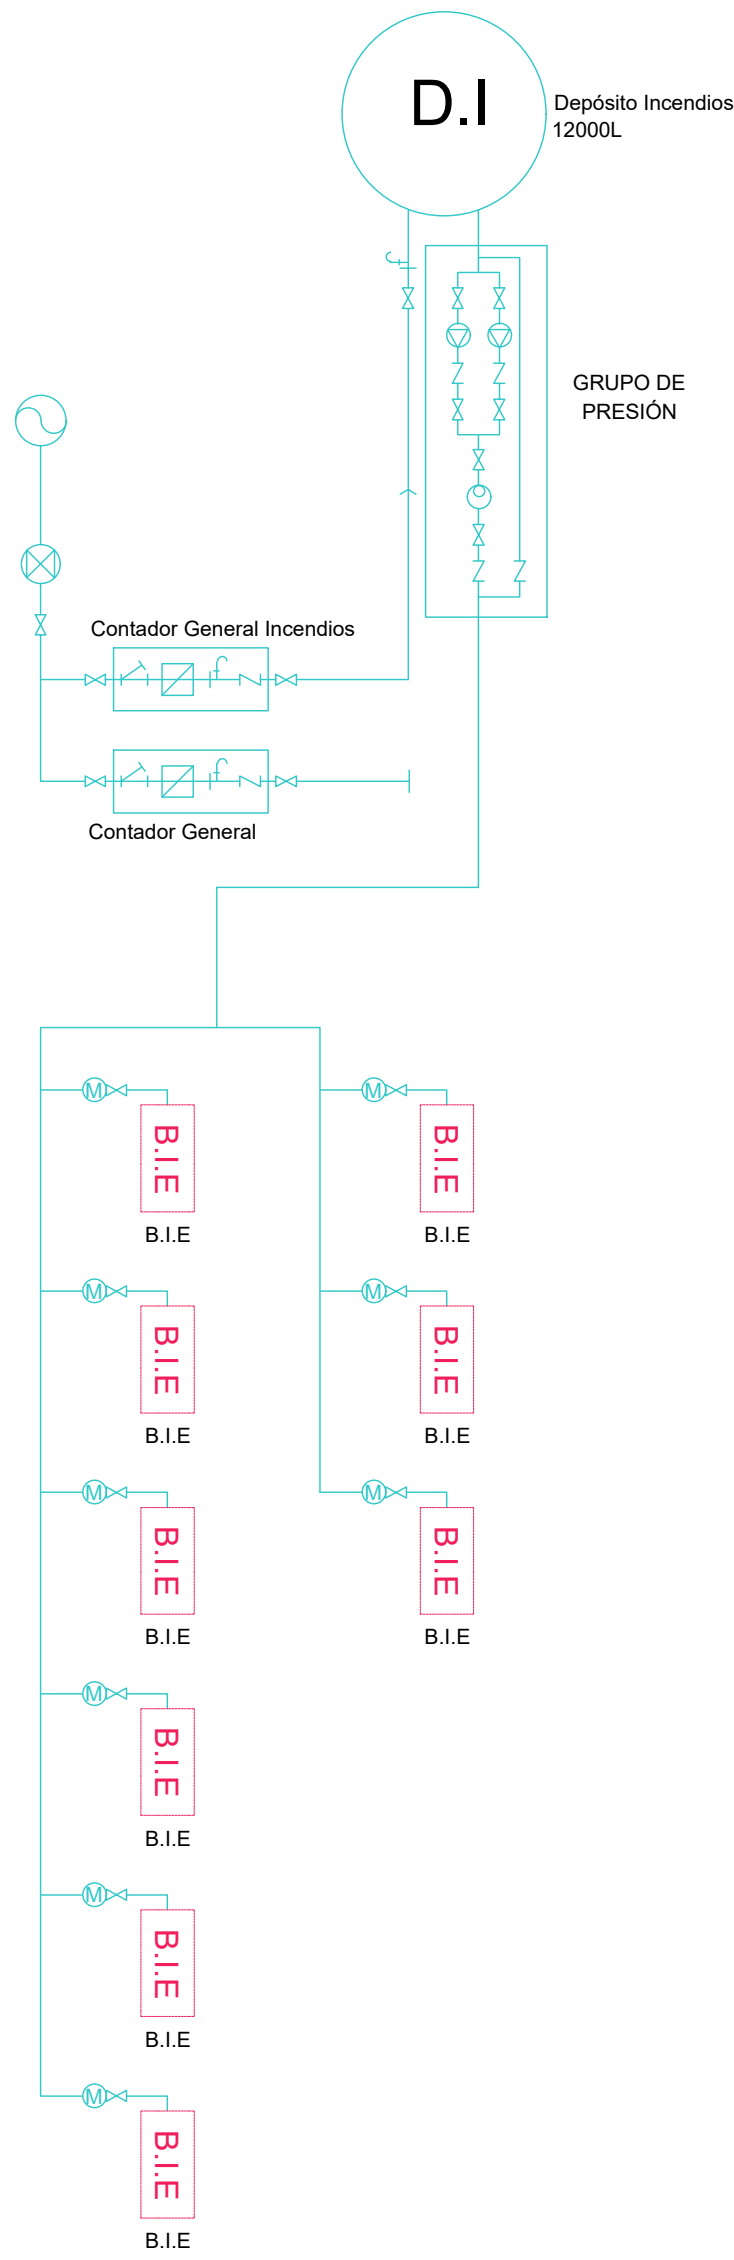 D.I
Depósito Incendios
12000L
GRUPO DE
PRESIÓN
Contador General Incendios
Contador General
M
M
B.I.E
B.I.E
B.I.E
B.I.E
M
M
B.I.E
B.I.E
B.I.E
B.I.E
M
M
B.I.E
B.I.E
B.I.E
B.I.E
M
B.I.E
B.I.E
M
B.I.E
B.I.E
M
B.I.E
B.I.E